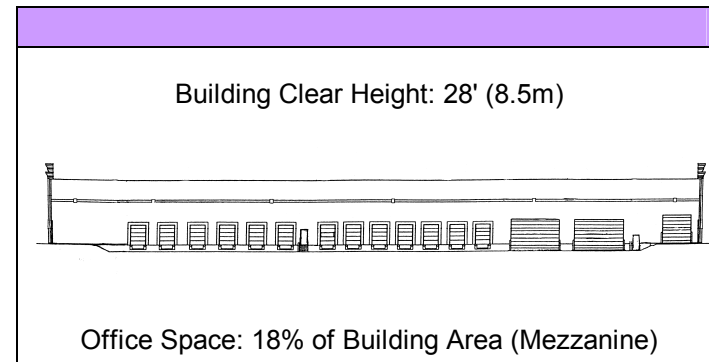 Building Clear Height: 28' (8.5m)
Office Space: 18% of Building Area (Mezzanine)